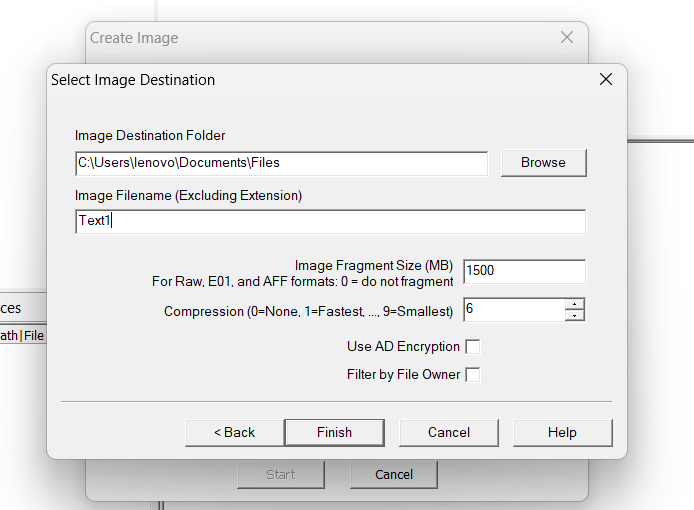 Create Image
Select Image Destination
Image Destination Folder
C:\Users\lenovo\Documents\Files
Browse
Image Filename (Excluding Extension)
Text1
Image Fragment Size (MB)
1500
For Raw, E01, and AFF formats: 0 = do not fragment
Compression (0=None, 1=Fastest, ..., 9=Smallest)
6
ces
ath|File
Use AD Encryption
Filter by File Owner
< Back
Finish
Cancel
Help
Start
Cancel